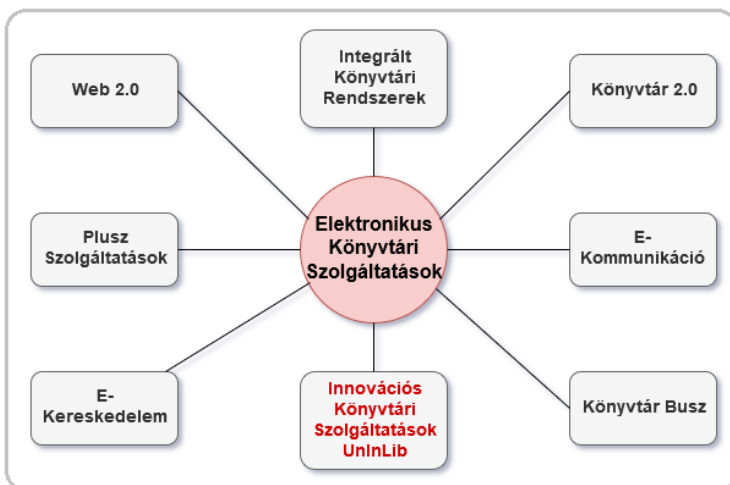 Web 2.0
Integrált
Könyvtári
Rendszerek
Könyvtár 2.0
Plusz
Szolgáltatások
Elektronikus
Könyvtári
Szolgáltatások
E-
Kommunikáció
E-
Kereskedelem
Innovációs
Könyvtári
Szolgáltatások
UnInLib
Könyvtár Busz